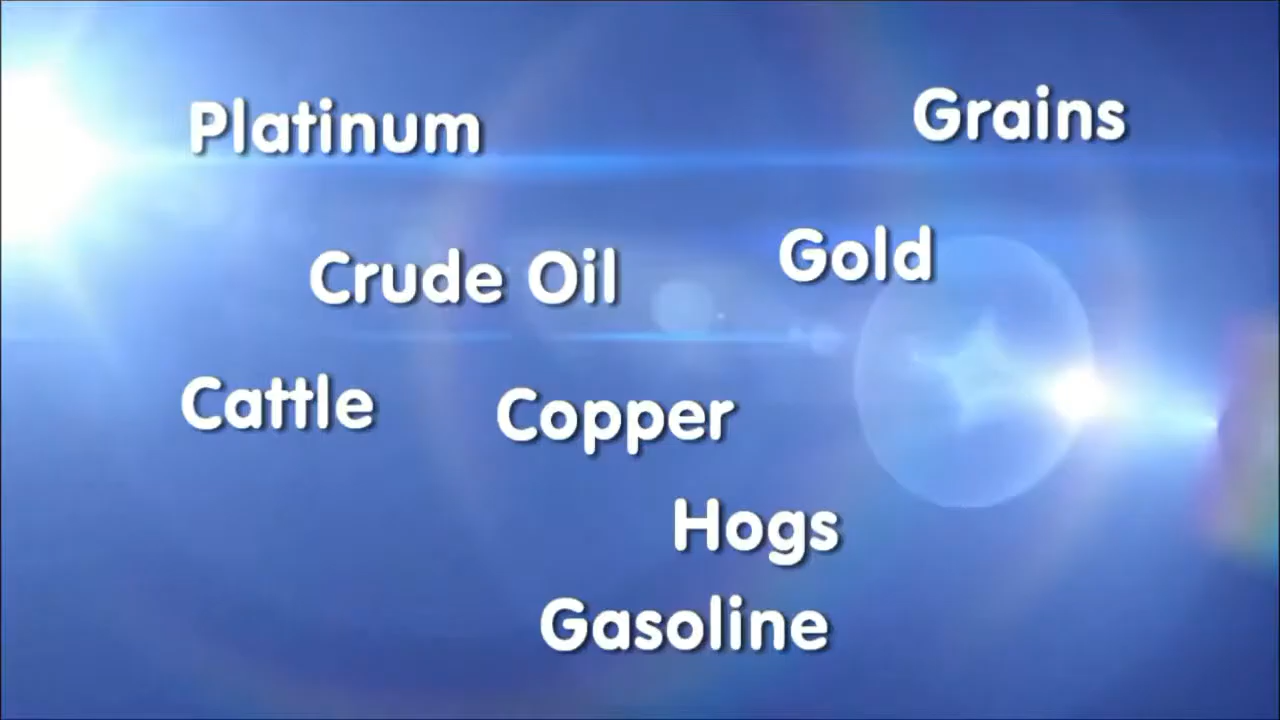 Platinum
Grains
Crude Oil
Gold
Cattle
Copper
Hogs
Gasoline